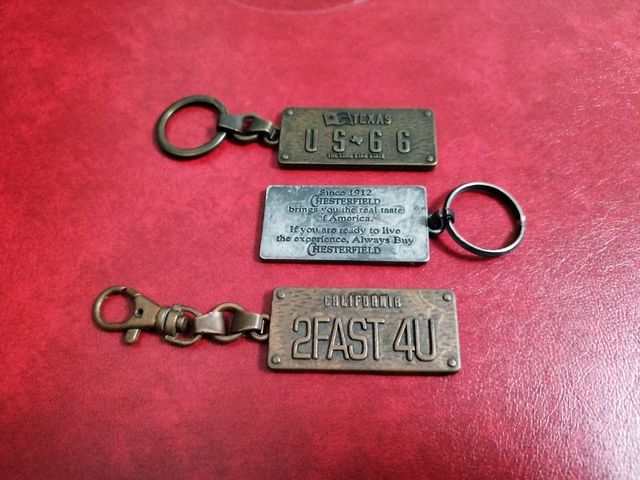 TEXAS
US 66
THE LONE STAR STATE
Since 1912
CHESTERFIELD
brings you the real taste
of America.
If you are ready to live
the experience, Always Buy
CHESTERFIELD
CALIFORNIA
2FAST 4U